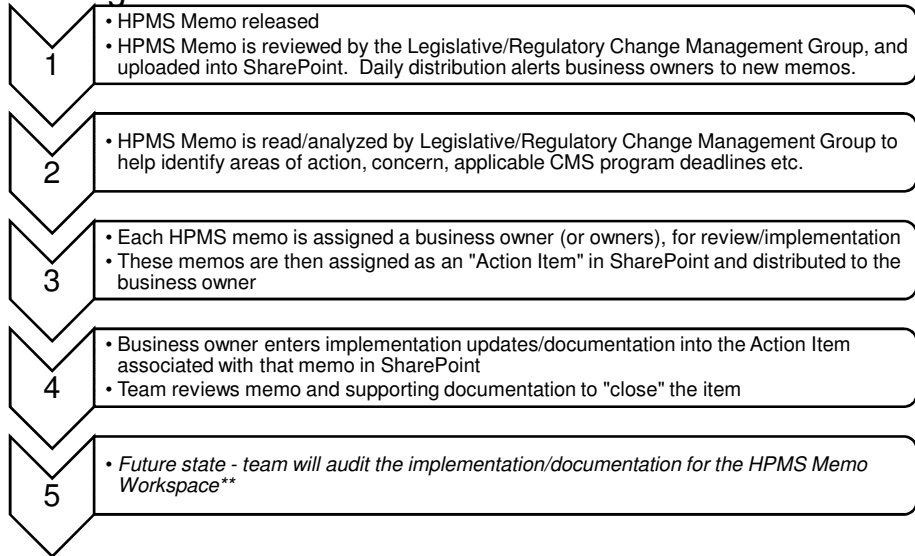 • HPMS Memo released
• HPMS Memo is reviewed by the Legislative/Regulatory Change Management Group, and
uploaded into SharePoint. Daily distribution alerts business owners to new memos.
1
• HPMS Memo is read/analyzed by Legislative/Regulatory Change Management Group to
help identify areas of action, concern, applicable CMS program deadlines etc.
2
• Each HPMS memo is assigned a business owner (or owners), for review/implementation
• These memos are then assigned as an "Action Item" in SharePoint and distributed to the
business owner
3
• Business owner enters implementation updates/documentation into the Action Item
associated with that memo in SharePoint
• Team reviews memo and supporting documentation to "close" the item
4
• Future state - team will audit the implementation/documentation for the HPMS Memo
Workspace**
5